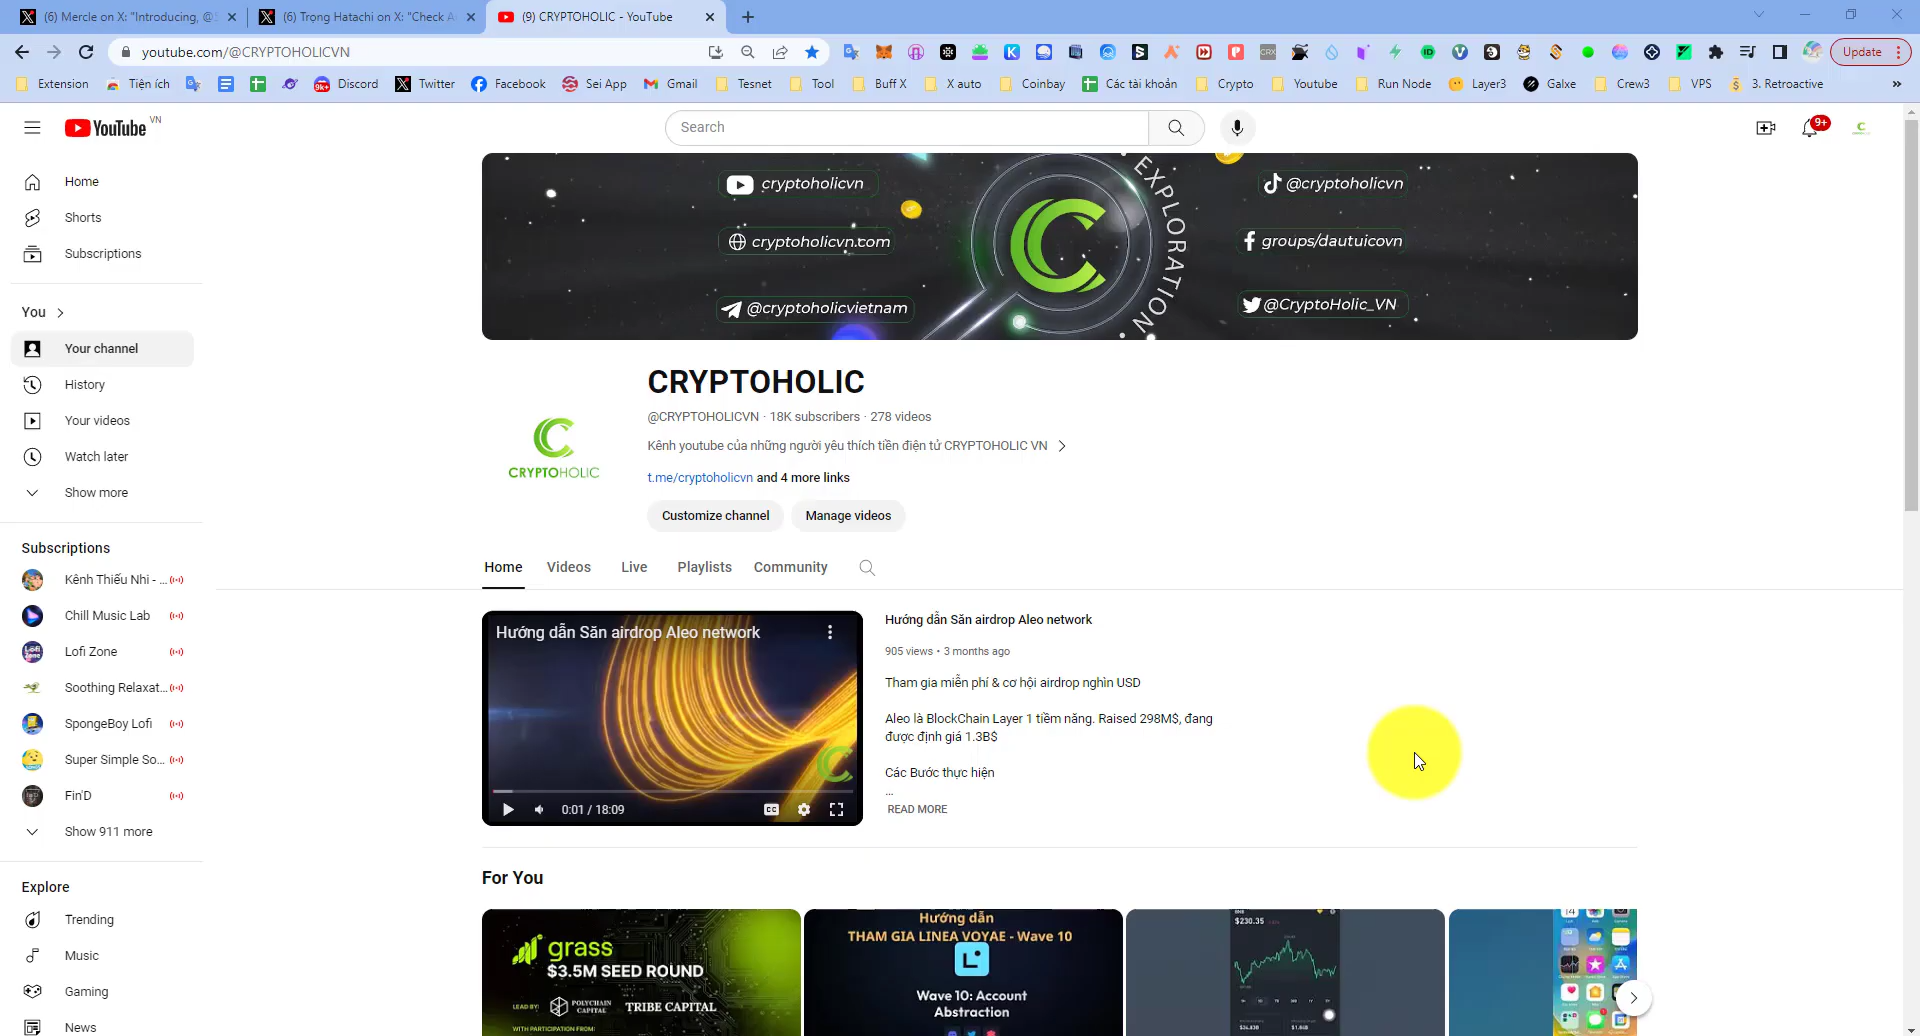 (6) Mercle on X: "Introducing, @S
(6) Trọng Hatachi on X: "Check A
(9) CRYPTOHOLIC - YouTube
youtube.com/@CRYPTOHOLICVN
Update
Extension
Tiện ích
Discord
Twitter
Facebook
Sei App
Gmail
Tesnet
Tool
Buff X
X auto
Coinbay
Các tài khoản
Crypto
Youtube
Run Node
Layer3
Galxe
Crew3
VPS
3. Retroactive
YouTube VN
Search
9+
Home
Shorts
Subscriptions
You
Your channel
History
Your videos
Watch later
Show more
Subscriptions
Kênh Thiếu Nhi - ...
Chill Music Lab
Lofi Zone
Soothing Relaxat...
SpongeBoy Lofi
Super Simple So...
Fin'D
Show 911 more
Explore
Trending
Music
Gaming
News
cryptoholicvn
cryptoholicvn.com
@cryptoholicvietnam
• EXPLORATION •
@cryptoholicvn
groups/dautuicovn
@CryptoHolic_VN
CRYPTOHOLIC
CRYPTOHOLIC
@CRYPTOHOLICVN · 18K subscribers · 278 videos
Kênh youtube của những người yêu thích tiền điện tử CRYPTOHOLIC VN
t.me/cryptoholicvn and 4 more links
Customize channel
Manage videos
Home
Videos
Live
Playlists
Community
Hướng dẫn Săn airdrop Aleo network
0:01 / 18:09
Hướng dẫn Săn airdrop Aleo network
905 views • 3 months ago
Tham gia miễn phí & cơ hội airdrop nghìn USD
Aleo là BlockChain Layer 1 tiềm năng. Raised 298M$, đang
được định giá 1.3B$
Các Bước thực hiện
...
READ MORE
For You
grass
$3.5M SEED ROUND
LEAD BY:
POLYCHAIN
CAPITAL
TRIBE CAPITAL
WITH PARTICIPATION FROM:
Hướng dẫn
THAM GIA LINEA VOYAE - Wave 10
Wave 10: Account
Abstraction
$230.35